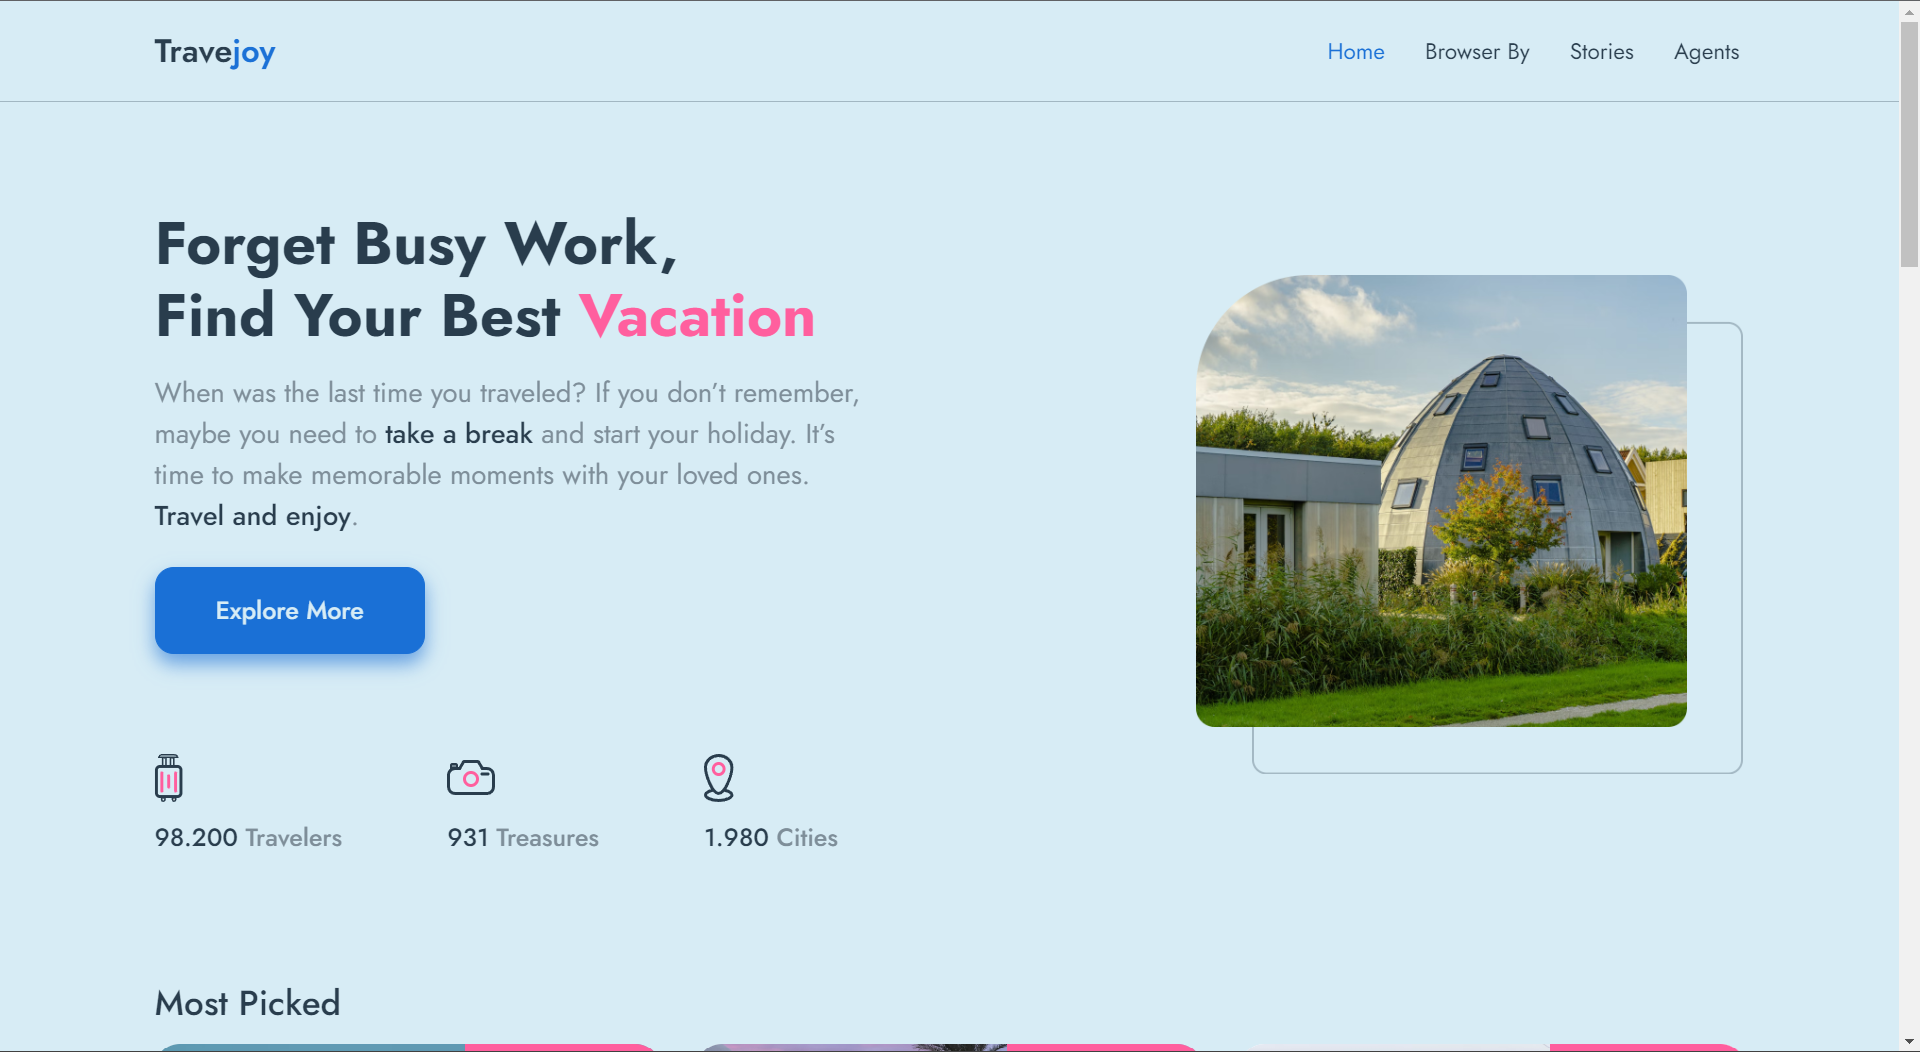 Travejoy
Home Browser By Stories Agents
Forget Busy Work,
Find Your Best Vacation
When was the last time you traveled? If you don’t remember,
maybe you need to take a break and start your holiday. It’s
time to make memorable moments with your loved ones.
Travel and enjoy.
Explore More
98.200 Travelers
931 Treasures
1.980 Cities
Most Picked